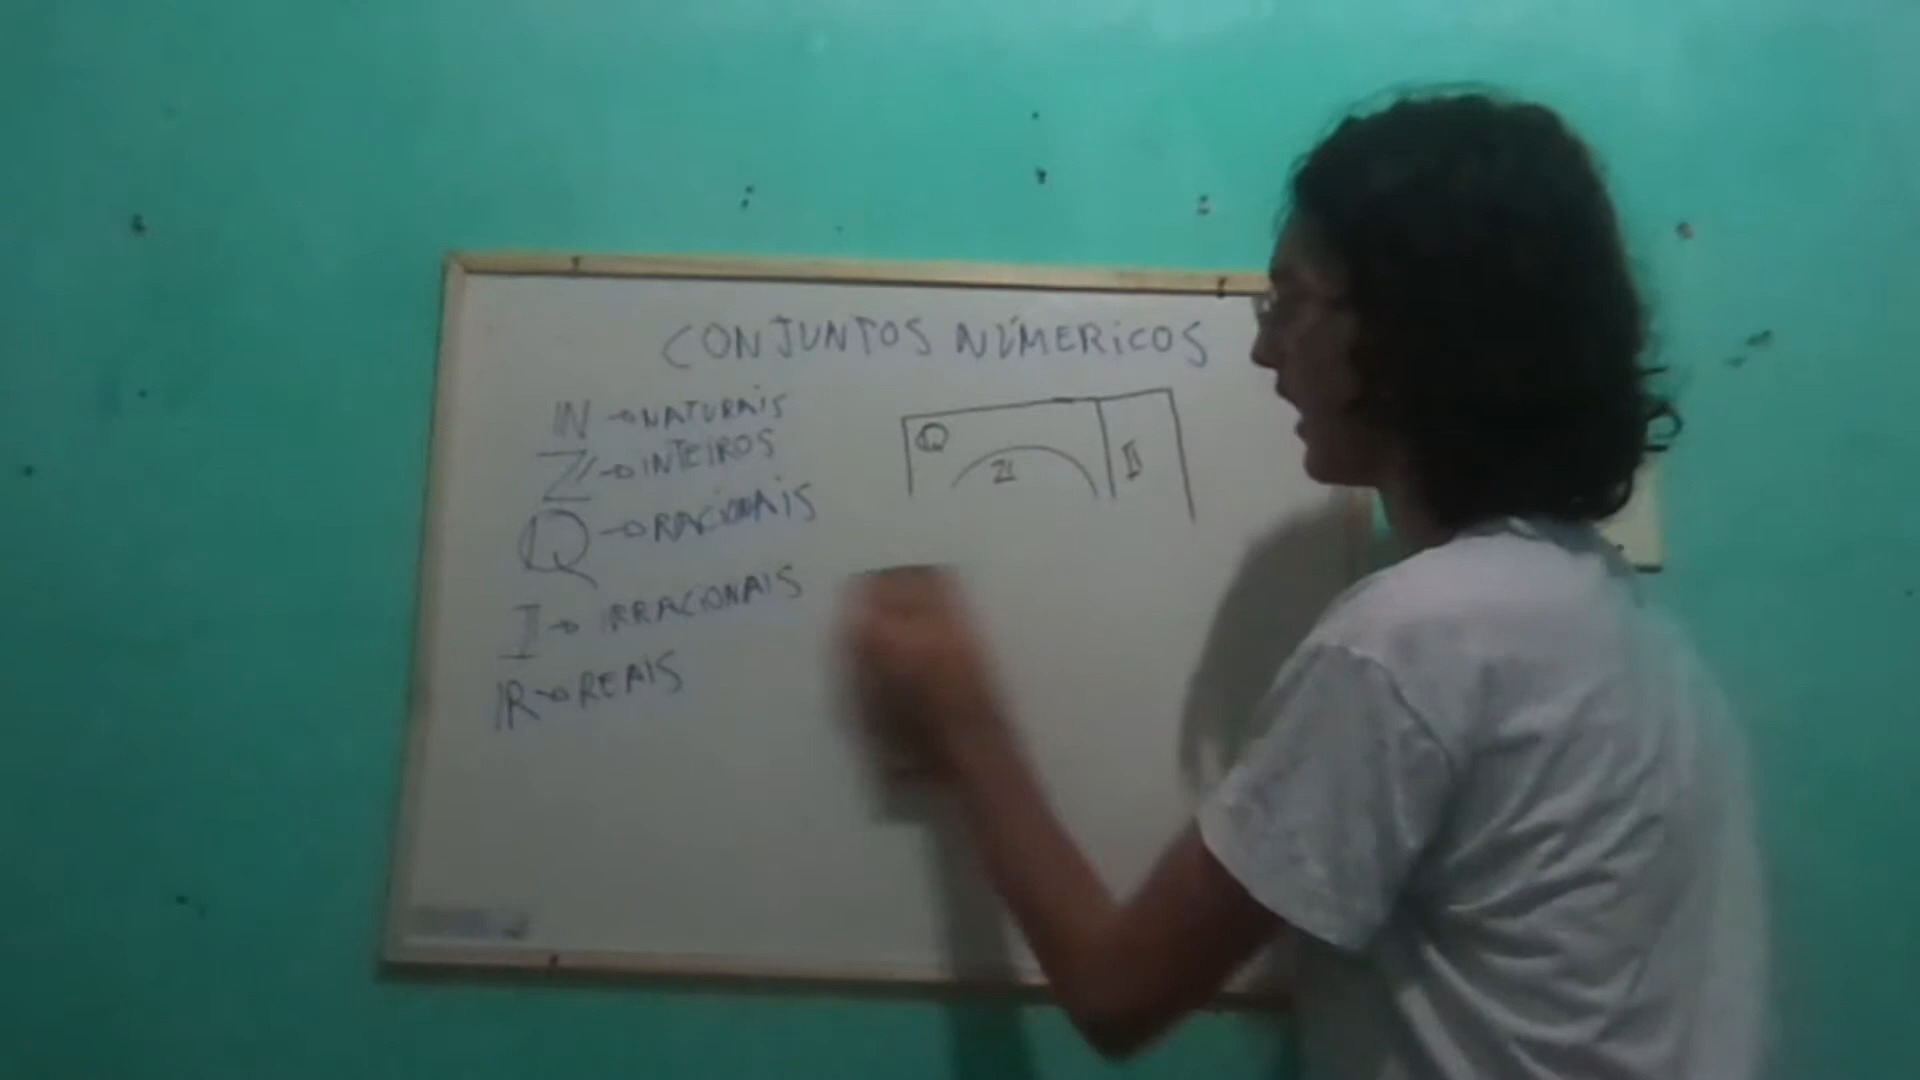 CONJUNTOS NÚMERICOS
ℕ → NATURAIS
ℤ → INTEIROS
Q → RACIONAIS
I → IRRACIONAIS
ℝ → REAIS
Q
ℤ
𝕀